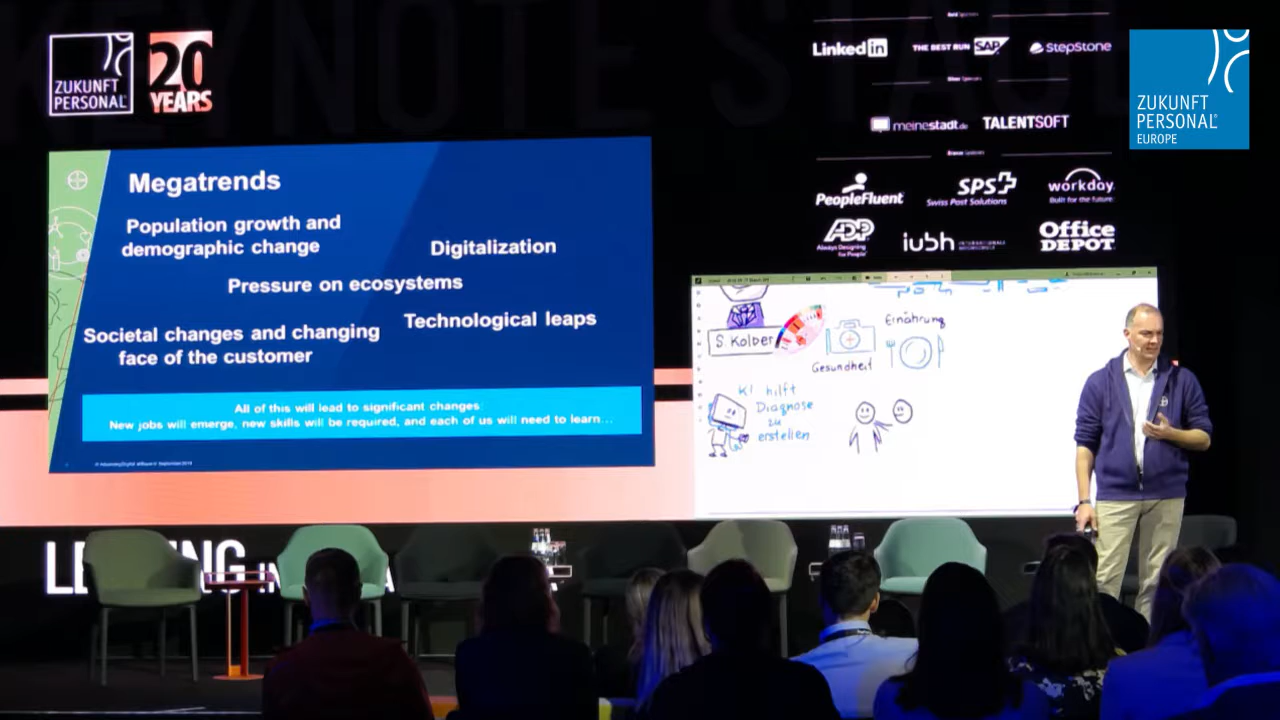 ZUKUNFT
PERSONAL
20
YEARS
LinkedIn
THE BEST RUN SAP
stepstone
meinestadt.de
TALENTSOFT
PeopleFluent
SPS
Swiss Post Solutions
workday.
Built for the future.
ADP
Always Designing
for People
iubh
Office
DEPOT
ZUKUNFT
PERSONAL
EUROPE
Megatrends
Population growth and
demographic change
Digitalization
Pressure on ecosystems
Societal changes and changing
face of the customer
Technological leaps
All of this will lead to significant changes:
New jobs will emerge, new skills will be required, and each of us will need to learn...
S. Kolber
Ernährung
Gesundheit
KI hilft
Diagnose
zu
erstellen